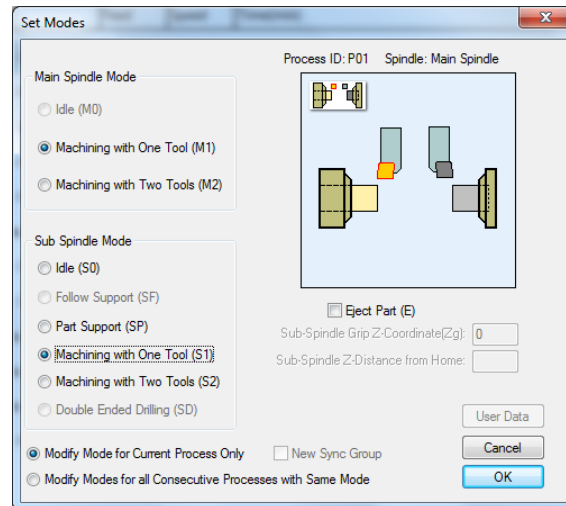 Set Modes
Process ID: P01 Spindle: Main Spindle
Main Spindle Mode
Idle (M0)
Machining with One Tool (M1)
Machining with Two Tools (M2)
Sub Spindle Mode
Idle (S0)
Follow Support (SF)
Part Support (SP)
Machining with One Tool (S1)
Machining with Two Tools (S2)
Double Ended Drilling (SD)
Eject Part (E)
Sub-Spindle Grip Z-Coordinate(Zg): 0
Sub-Spindle Z-Distance from Home:
User Data
Modify Mode for Current Process Only
New Sync Group
Cancel
Modify Modes for all Consecutive Processes with Same Mode
OK